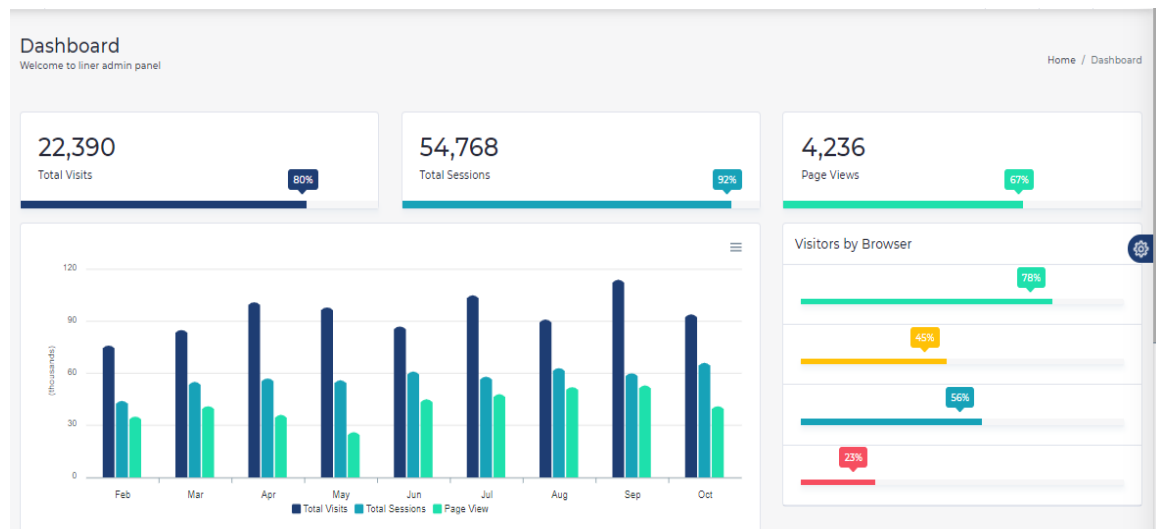 Dashboard
Welcome to liner admin panel
Home / Dashboard
22,390
Total Visits
80%
54,768
Total Sessions
92%
4,236
Page Views
67%
120
90
60
30
0
(thousands)
Feb Mar Apr May Jun Jul Aug Sep Oct
Total Visits Total Sessions Page View
Visitors by Browser
78%
45%
56%
23%